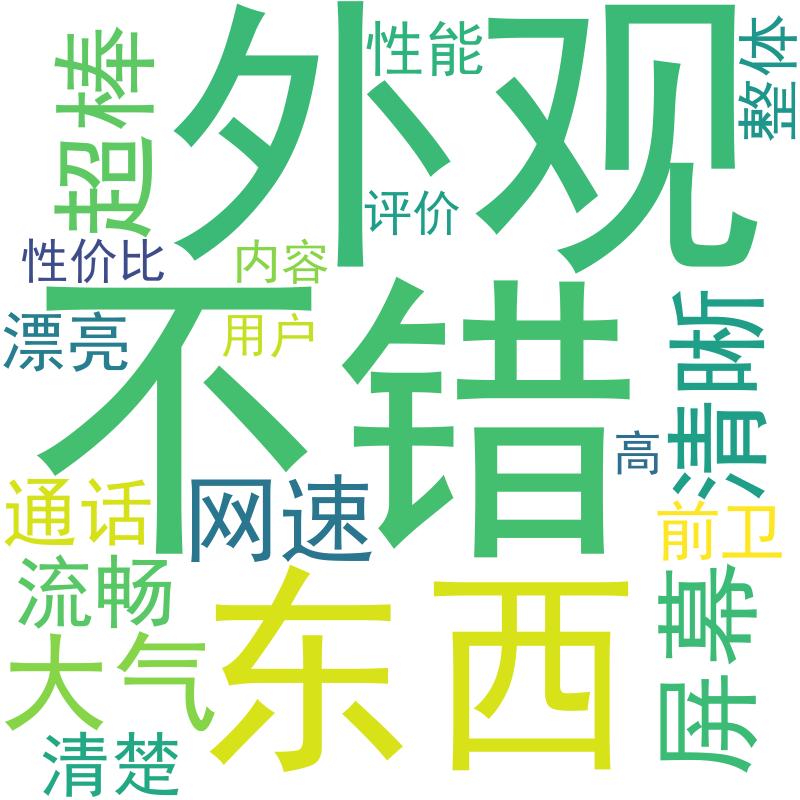 外观
性能
整体
超棒
评价
性价比
内容
不错
漂亮
用户
清晰
高
通话
网速
前卫
流畅
东西
屏幕
大气
清楚